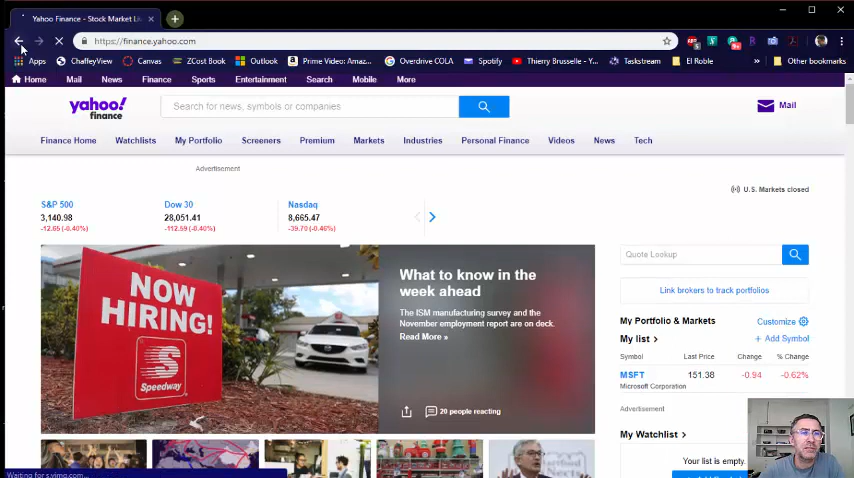 Yahoo Finance - Stock Market Li
https://finance.yahoo.com
Apps ChaffeyView Canvas ZCost Book Outlook Prime Video: Amaz... Overdrive COLA Spotify Thierry Brusselle - Y... Taskstream El Roble » Other bookmarks
Home Mail News Finance Sports Entertainment Search Mobile More
yahoo!
finance
Search for news, symbols or companies
Mail
Finance Home Watchlists My Portfolio Screeners Premium Markets Industries Personal Finance Videos News Tech
Advertisement
U.S. Markets closed
S&P 500 Dow 30 Nasdaq
3,140.98 28,051.41 8,665.47
-12.65 (-0.40%) -112.59 (-0.40%) -39.70 (-0.46%)
NOW
HIRING!
Speedway
What to know in the
week ahead
The ISM manufacturing survey and the
November employment report are on deck.
Read More »
20 people reacting
Quote Lookup
Link brokers to track portfolios
My Portfolio & Markets Customize
My list > + Add Symbol
Symbol Last Price Change % Change
MSFT 151.38 -0.94 -0.62%
Microsoft Corporation
Advertisement
My Watchlist >
Your list is empty.
Waiting for s.yimg.com...